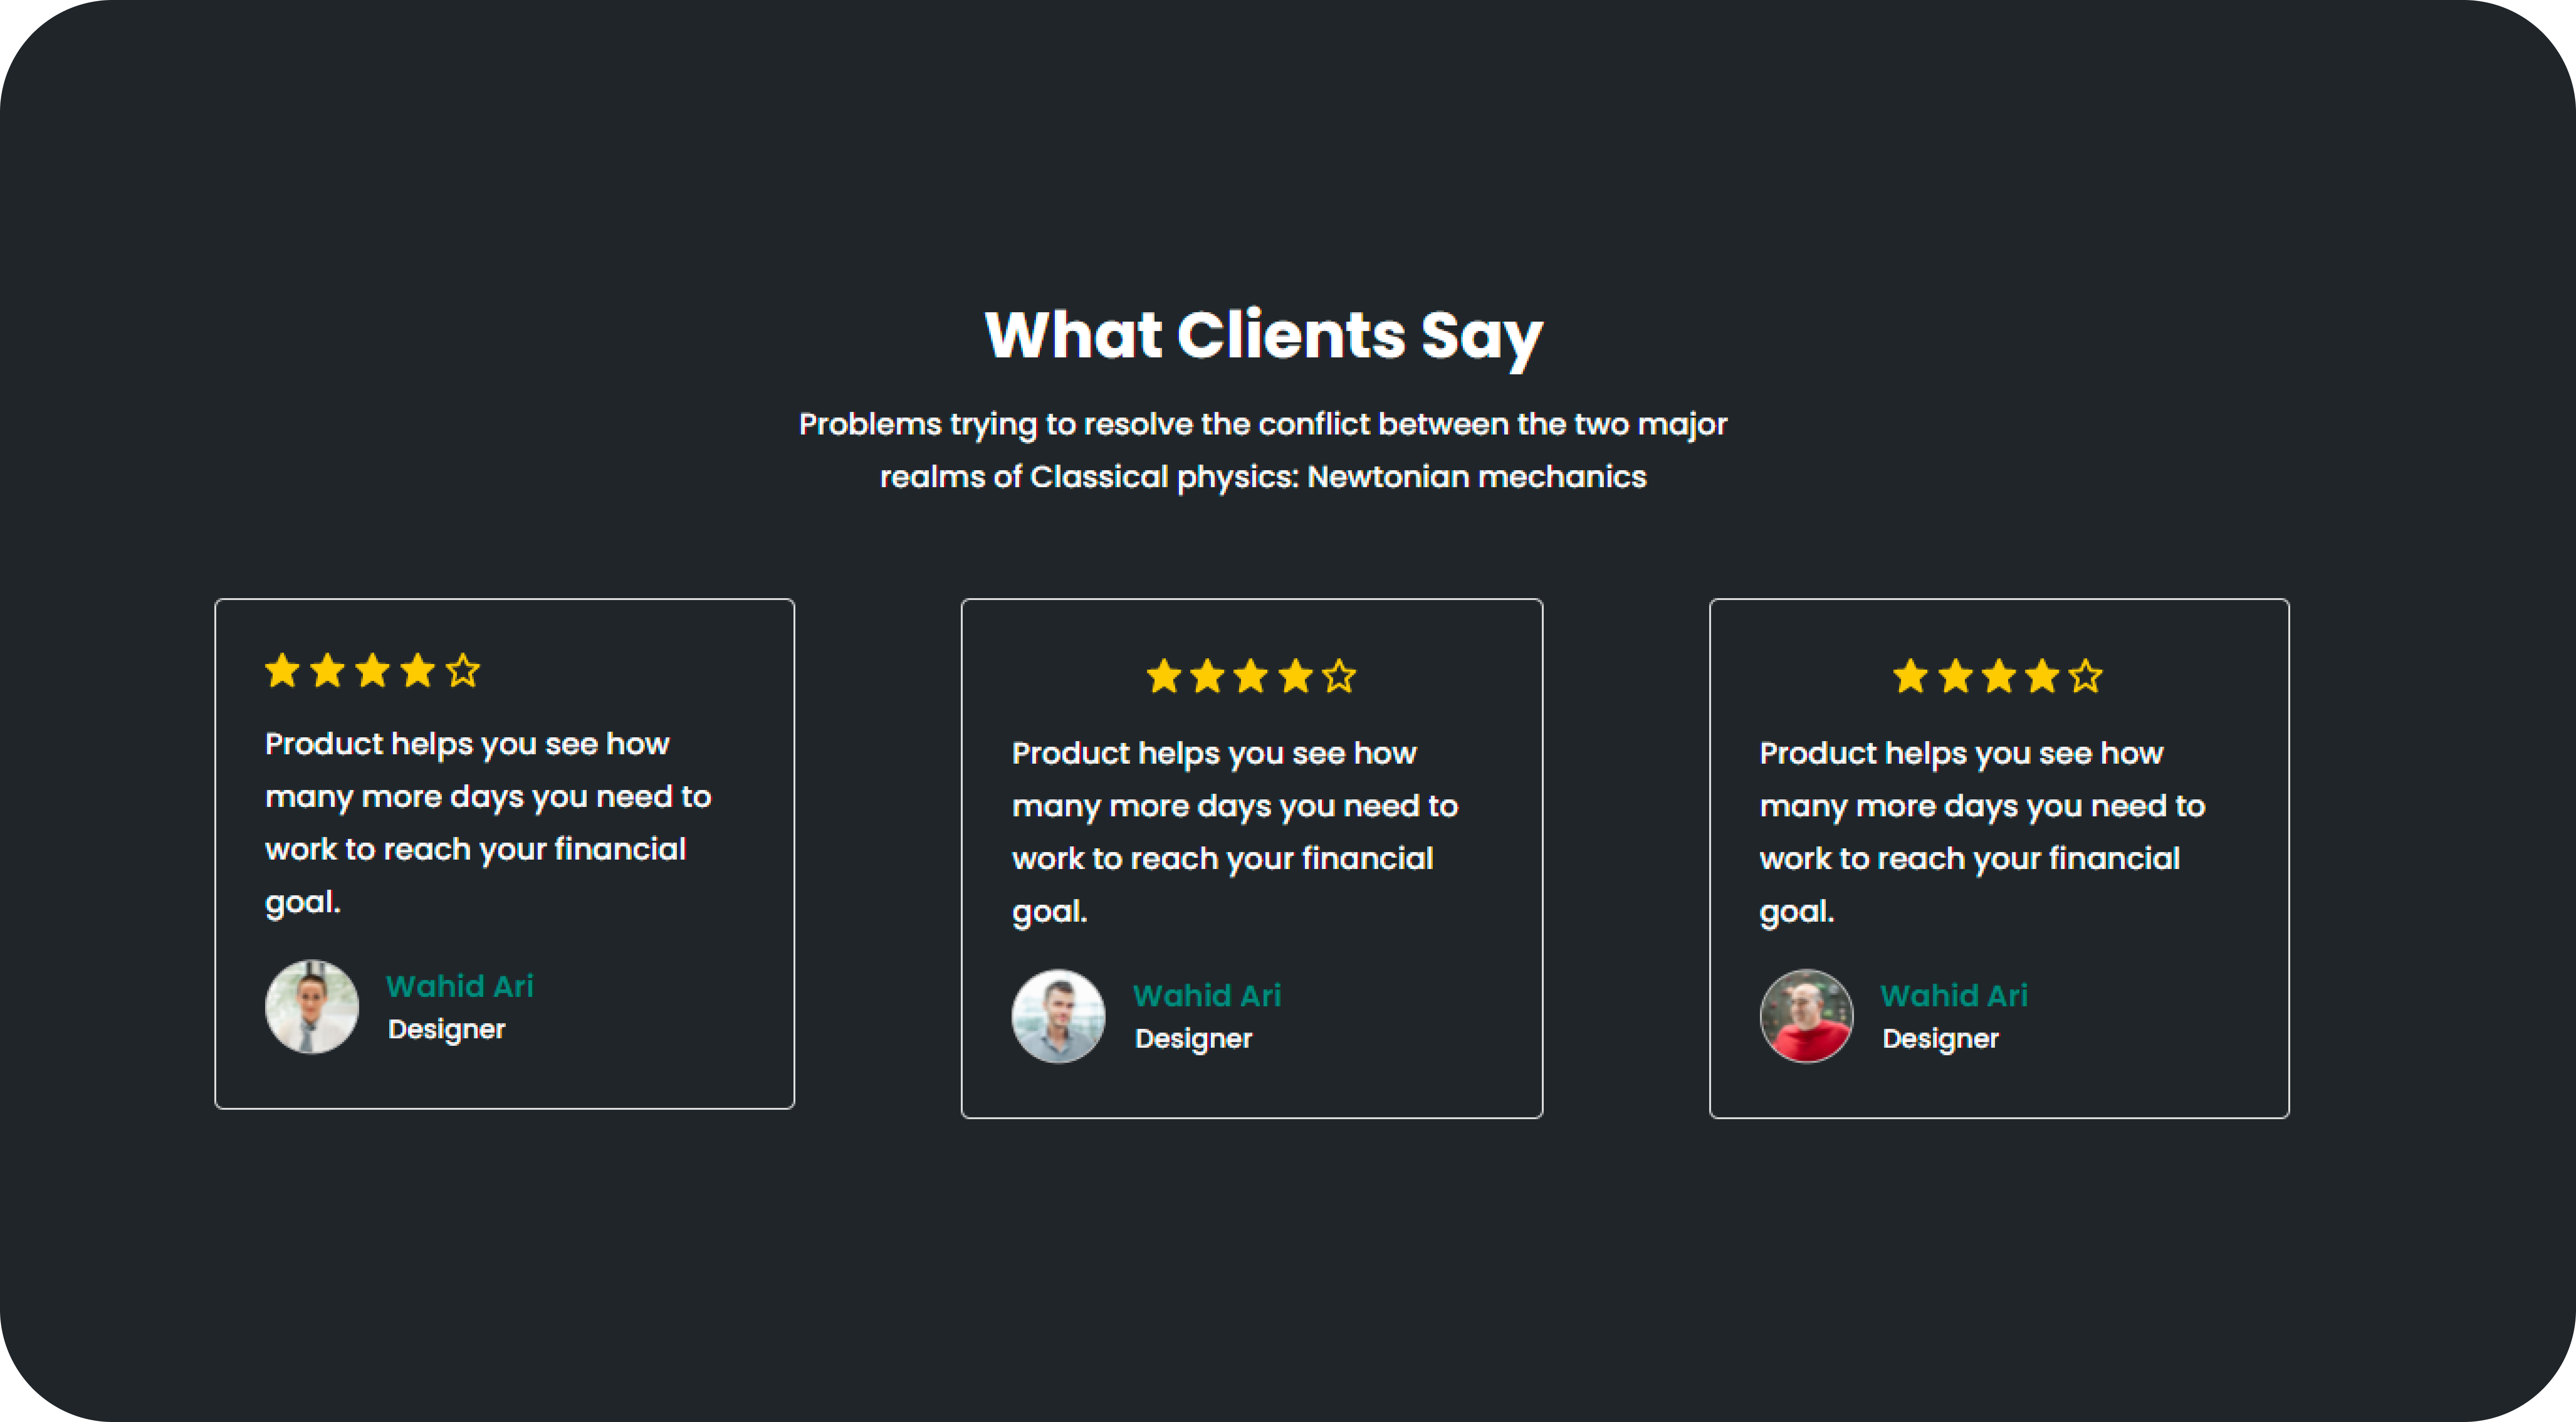 What Clients Say
Problems trying to resolve the conflict between the two major
realms of Classical physics: Newtonian mechanics
Product helps you see how
many more days you need to
work to reach your financial
goal.
Wahid Ari
Designer
Product helps you see how
many more days you need to
work to reach your financial
goal.
Wahid Ari
Designer
Product helps you see how
many more days you need to
work to reach your financial
goal.
Wahid Ari
Designer